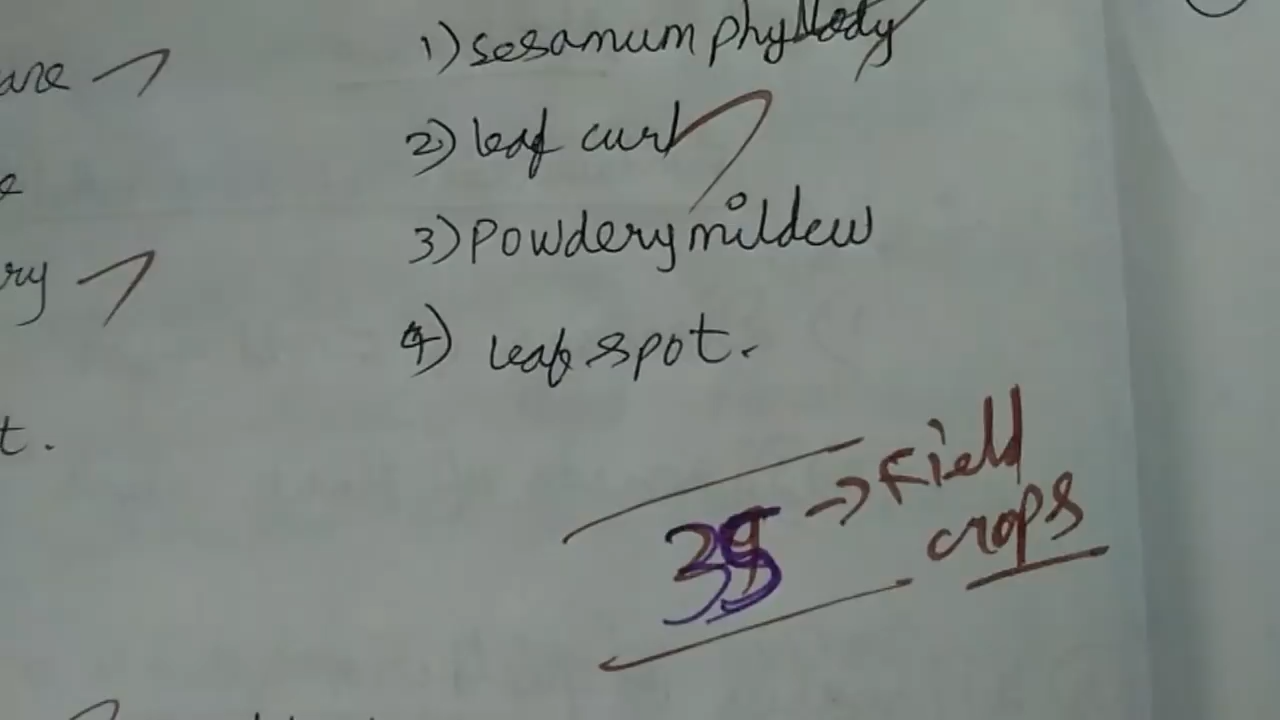 1) sesamum phyllody
2) leaf curl
3) Powdery mildew
4) leaf spot.
t.
→ Field
crops